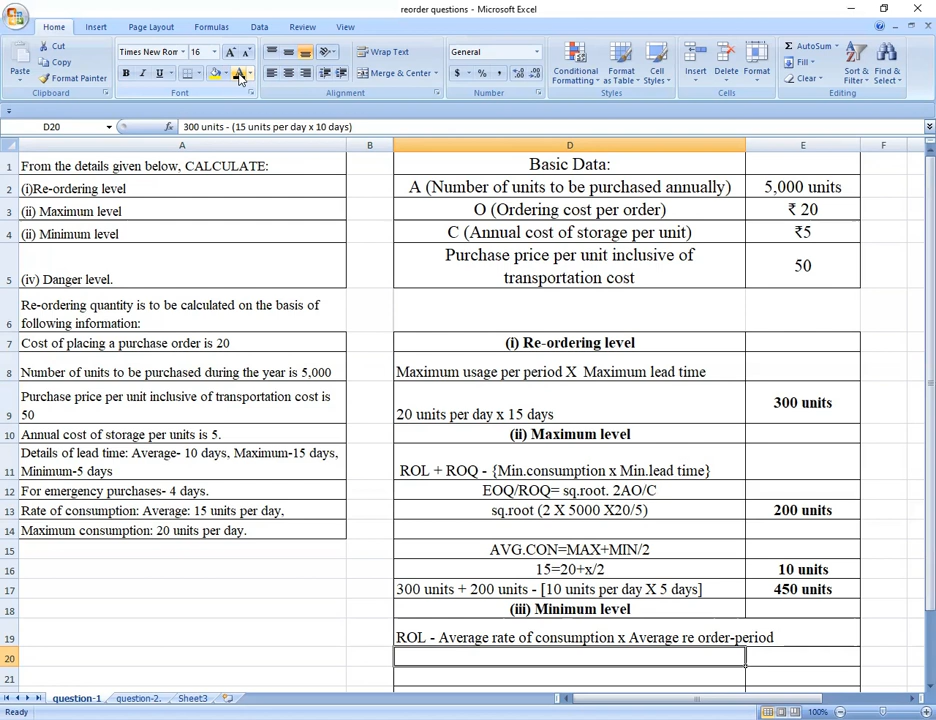 reorder questions - Microsoft Excel
Home Insert Page Layout Formulas Data Review View
Paste
Cut
Copy
Format Painter
Clipboard
Times New Rom 16 A A
B I U A
Font
Wrap Text
Merge & Center
Alignment
General
$ % ,
Number
Conditional Formatting
Format as Table
Cell Styles
Styles
Insert Delete Format
Cells
Σ AutoSum
Fill
Clear
Sort & Filter
Find & Select
Editing
D20 fx 300 units - (15 units per day x 10 days)
A B D E F
1 From the details given below, CALCULATE: Basic Data:
2 (i)Re-ordering level A (Number of units to be purchased annually) 5,000 units
3 (ii) Maximum level O (Ordering cost per order) ₹ 20
4 (ii) Minimum level C (Annual cost of storage per unit) ₹5
5 (iv) Danger level. Purchase price per unit inclusive of
transportation cost 50
6 Re-ordering quantity is to be calculated on the basis of
following information:
7 Cost of placing a purchase order is 20 (i) Re-ordering level
8 Number of units to be purchased during the year is 5,000 Maximum usage per period X Maximum lead time
9 Purchase price per unit inclusive of transportation cost is
50 20 units per day x 15 days 300 units
10 Annual cost of storage per units is 5. (ii) Maximum level
11 Details of lead time: Average- 10 days, Maximum-15 days,
Minimum-5 days ROL + ROQ - {Min.consumption x Min.lead time}
12 For emergency purchases- 4 days. EOQ/ROQ= sq.root. 2AO/C
13 Rate of consumption: Average: 15 units per day, sq.root (2 X 5000 X20/5) 200 units
14 Maximum consumption: 20 units per day.
15 AVG.CON=MAX+MIN/2
16 15=20+x/2 10 units
17 300 units + 200 units - [10 units per day X 5 days] 450 units
18 (iii) Minimum level
19 ROL - Average rate of consumption x Average re order-period
20
21
question-1 question-2. Sheet3
Ready 100%